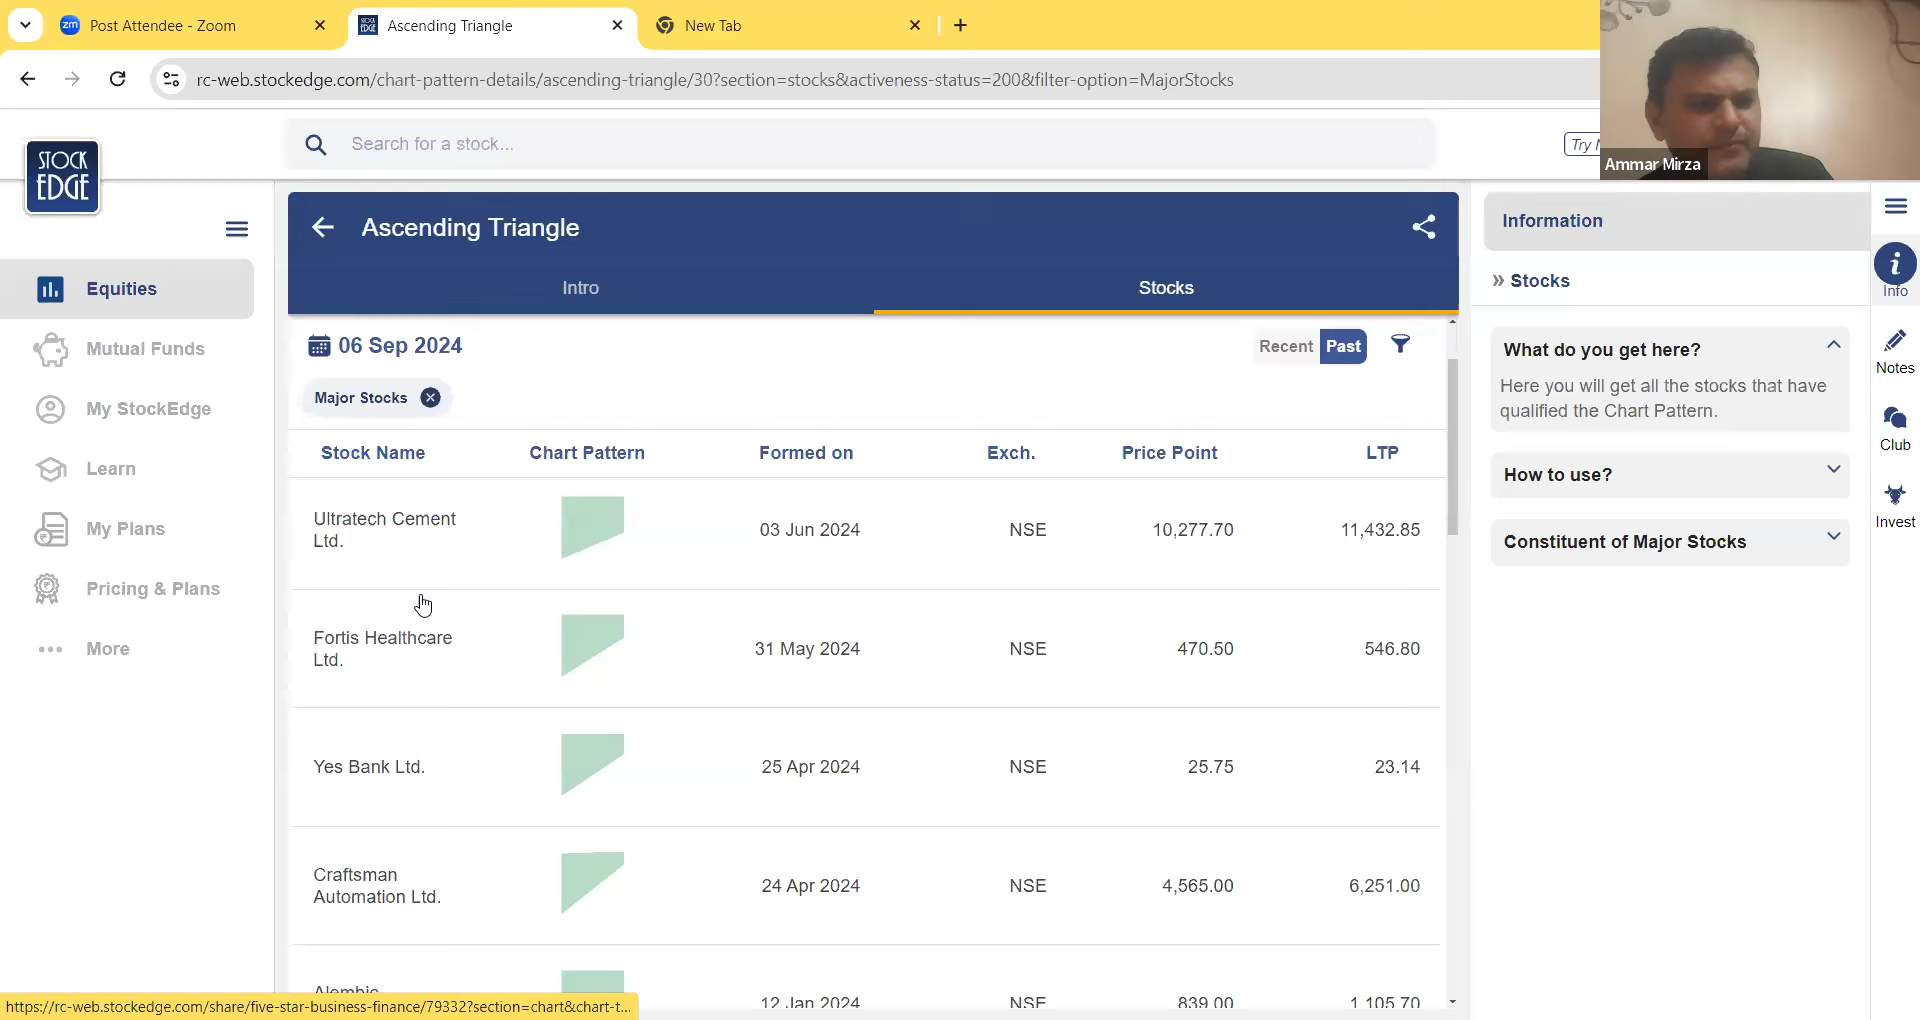 zm Post Attendee - Zoom
STOCK EDGE Ascending Triangle
New Tab
rc-web.stockedge.com/chart-pattern-details/ascending-triangle/30?section=stocks&activeness-status=200&filter-option=MajorStocks
STOCK
EDGE
Search for a stock...
Try
Ammar Mirza
Equities
Mutual Funds
My StockEdge
Learn
My Plans
Pricing & Plans
More
Ascending Triangle
Intro
Stocks
06 Sep 2024
Recent Past
Major Stocks
Stock Name Chart Pattern Formed on Exch. Price Point LTP
Ultratech Cement
Ltd.
03 Jun 2024 NSE 10,277.70 11,432.85
Fortis Healthcare
Ltd.
31 May 2024 NSE 470.50 546.80
Yes Bank Ltd. 25 Apr 2024 NSE 25.75 23.14
Craftsman
Automation Ltd.
24 Apr 2024 NSE 4,565.00 6,251.00
Alembic
12 Jan 2024 NSE 839.00 1,105.70
Information
» Stocks
What do you get here?
Here you will get all the stocks that have
qualified the Chart Pattern.
How to use?
Constituent of Major Stocks
i
Info
Notes
Club
Invest
https://rc-web.stockedge.com/share/five-star-business-finance/79332?section=chart&chart-t...